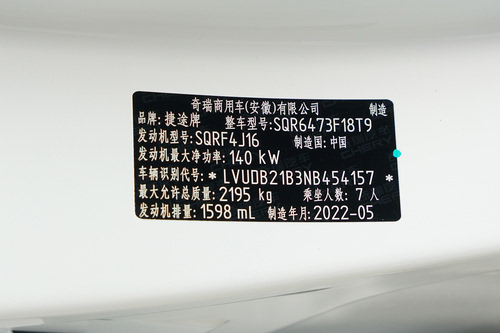 奇瑞商用车(安徽)有限公司 制造
品牌: 捷途牌 整车型号: SQR6473F18T9
发动机型号: SQRF4J16 制造国: 中国
发动机最大净功率: 140 kW
车辆识别代号: * LVUDB21B3NB454157 *
最大允许总质量: 2195 kg 乘坐人数: 7 人
发动机排量: 1598 mL 制造年月: 2022-05